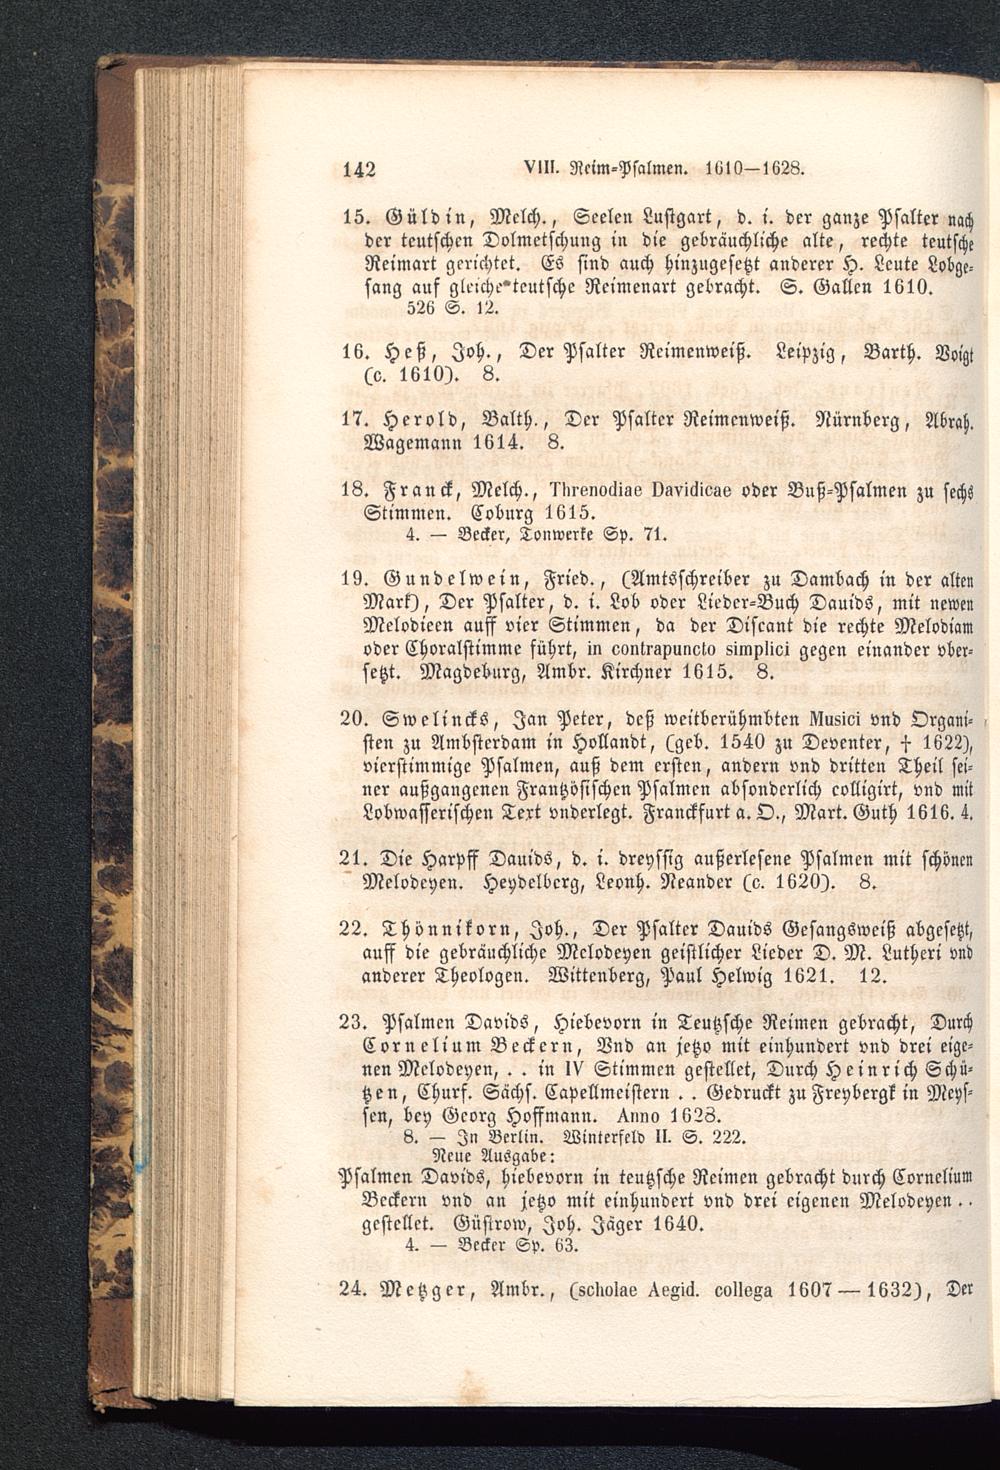 142 VIII. Reim-Psalmen. 1610—1628.
15. Güldin, Melch., Seelen Lustgart, d. i. der ganze Psalter nach
der teutschen Dolmetschung in die gebräuchliche alte, rechte teutsche
Reimart gerichtet. Es sind auch hinzugesetzt anderer H. Leute Lobge-
sang auf gleiche teutsche Reimenart gebracht. S. Gallen 1610.
526 S. 12.
16. Heß, Joh., Der Psalter Reimenweiß. Leipzig, Barth. Voigt
(c. 1610). 8.
17. Herold, Balth., Der Psalter Reimenweiß. Nürnberg, Abrah.
Wagemann 1614. 8.
18. Franck, Melch., Threnodiae Davidicae oder Buß-Psalmen zu sechs
Stimmen. Coburg 1615.
4. — Becker, Tonwerke Sp. 71.
19. Gundelwein, Fried., (Amtsschreiber zu Dambach in der alten
Mark), Der Psalter, d. i. Lob oder Lieder-Buch Dauids, mit newen
Melodieen auff vier Stimmen, da der Discant die rechte Melodiam
oder Choralstimme führt, in contrapuncto simplici gegen einander vber-
setzt. Magdeburg, Ambr. Kirchner 1615. 8.
20. Swelincks, Jan Peter, deß weitberühmbten Musici vnd Organi-
sten zu Ambsterdam in Hollandt, (geb. 1540 zu Deventer, † 1622),
vierstimmige Psalmen, auß dem ersten, andern vnd dritten Theil sei-
ner außgangenen Frantzösischen Psalmen absonderlich colligirt, vnd mit
Lobwasserischen Text vnderlegt. Franckfurt a. O., Mart. Guth 1616. 4.
21. Die Harpff Dauids, d. i. dreyssig außerlesene Psalmen mit schönen
Melodeyen. Heydelberg, Leonh. Neander (c. 1620). 8.
22. Thönnikorn, Joh., Der Psalter Dauids Gesangsweiß abgesetzt,
auff die gebräuchliche Melodeyen geistlicher Lieder D. M. Lutheri vnd
anderer Theologen. Wittenberg, Paul Helwig 1621. 12.
23. Psalmen Davids, Hiebevorn in Teutzsche Reimen gebracht, Durch
Cornelium Beckern, Vnd an jetzo mit einhundert vnd drei eige-
nen Melodeyen, . . in IV Stimmen gestellet, Durch Heinrich Schü-
tzen, Churf. Sächs. Capellmeistern . . Gedruckt zu Freybergk in Meys-
sen, bey Georg Hoffmann. Anno 1628.
8. — In Berlin. Winterfeld II. S. 222.
Neue Ausgabe:
Psalmen Davids, hiebevorn in teutzsche Reimen gebracht durch Cornelium
Beckern vnd an jetzo mit einhundert vnd drei eigenen Melodeyen . .
gestellet. Güstrow, Joh. Jäger 1640.
4. — Becker Sp. 63.
24. Metzger, Ambr., (scholae Aegid. collega 1607 — 1632), Der